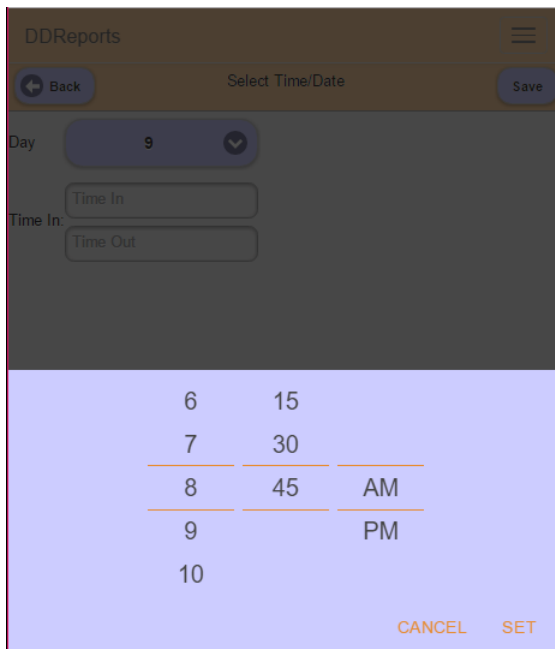 DDReports
Back Select Time/Date Save
Day 9
Time In:
Time In
Time Out
6 15
7 30
8 45 AM
9 PM
10
CANCEL SET